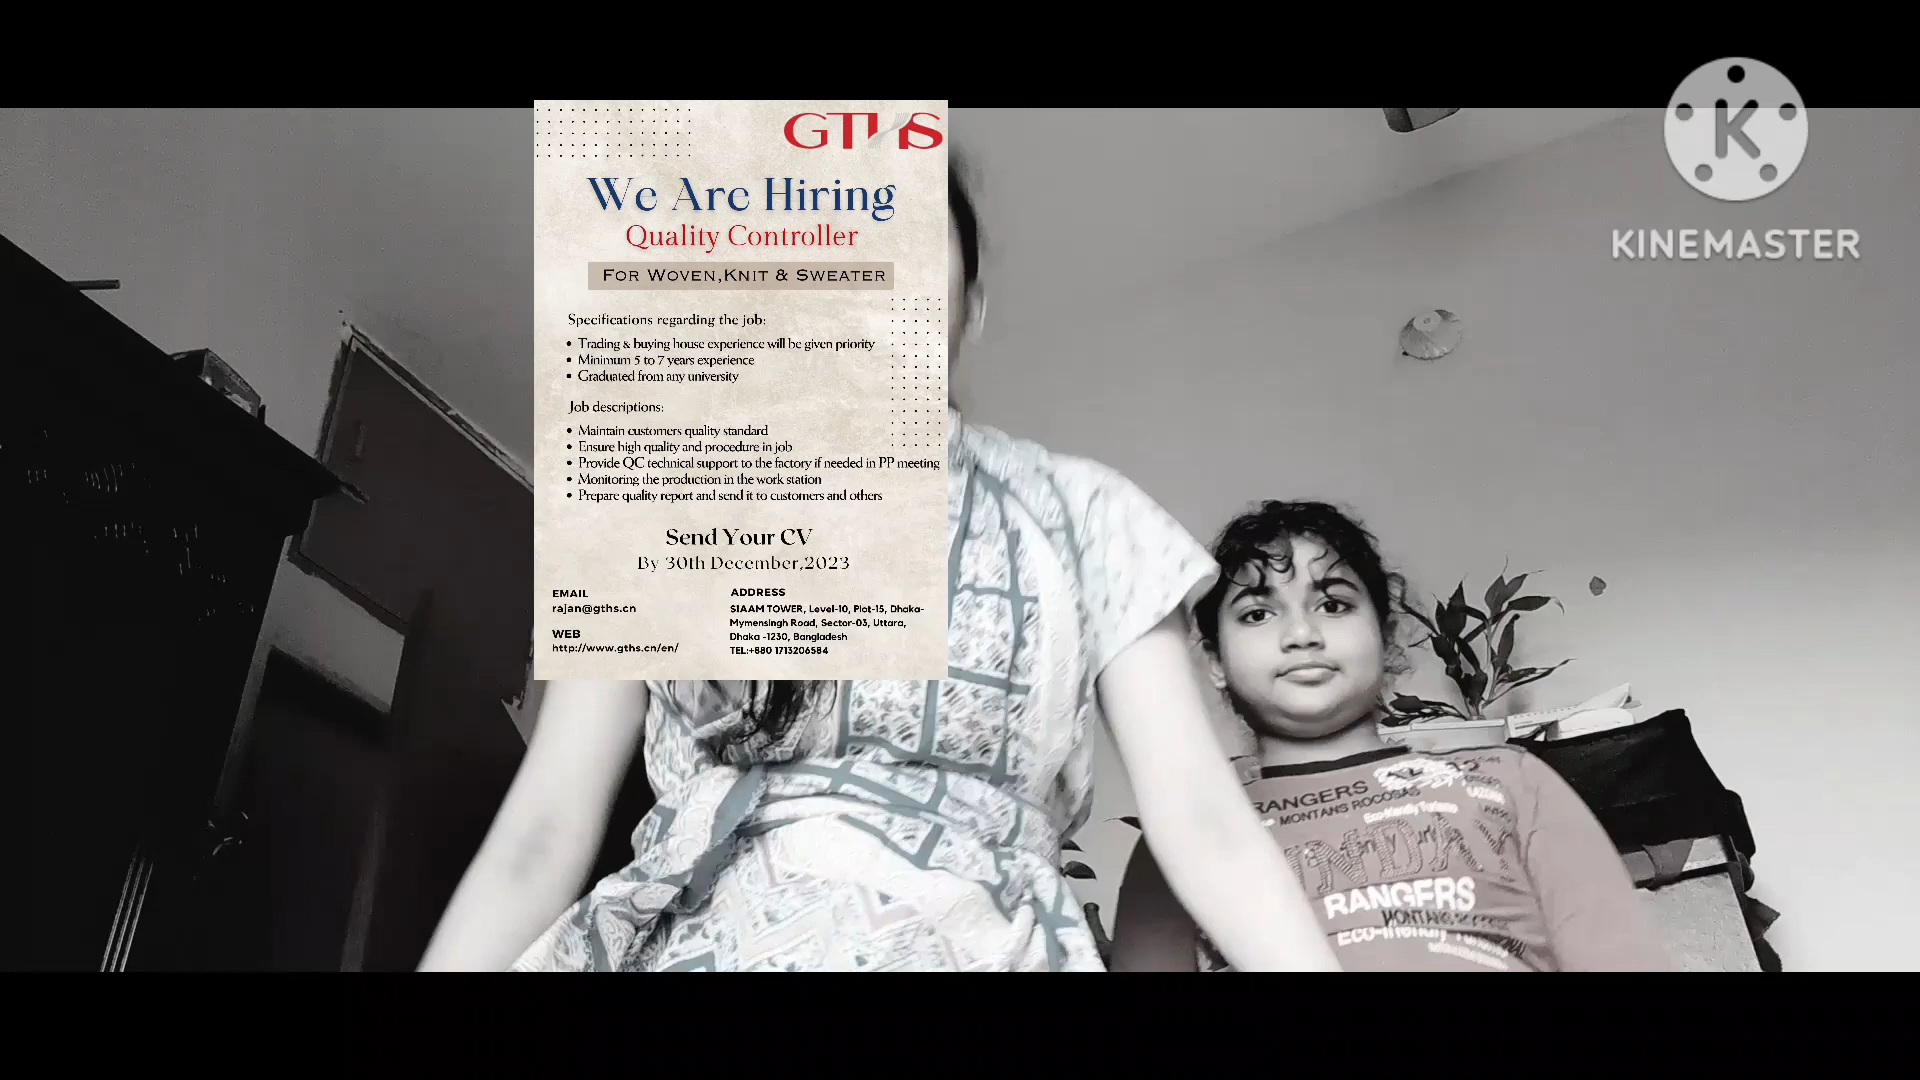 GTHS
We Are Hiring
Quality Controller
FOR WOVEN,KNIT & SWEATER
Specifications regarding the job:
• Trading & buying house experience will be given priority
• Minimum 5 to 7 years experience
• Graduated from any university
Job descriptions:
• Maintain customers quality standard
• Ensure high quality and procedure in job
• Provide QC technical support to the factory if needed in PP meeting
• Monitoring the production in the work station
• Prepare quality report and send it to customers and others
Send Your CV
By 30th December,2023
EMAIL
rajan@gths.cn
WEB
http://www.gths.cn/en/
ADDRESS
SIAAM TOWER, Level-10, Plot-15, Dhaka-
Mymensingh Road, Sector-03, Uttara,
Dhaka -1230, Bangladesh
TEL:+880 1713206584
K
KINEMASTER
RANGERS
MONTANS ROCOSAS
RANGERS